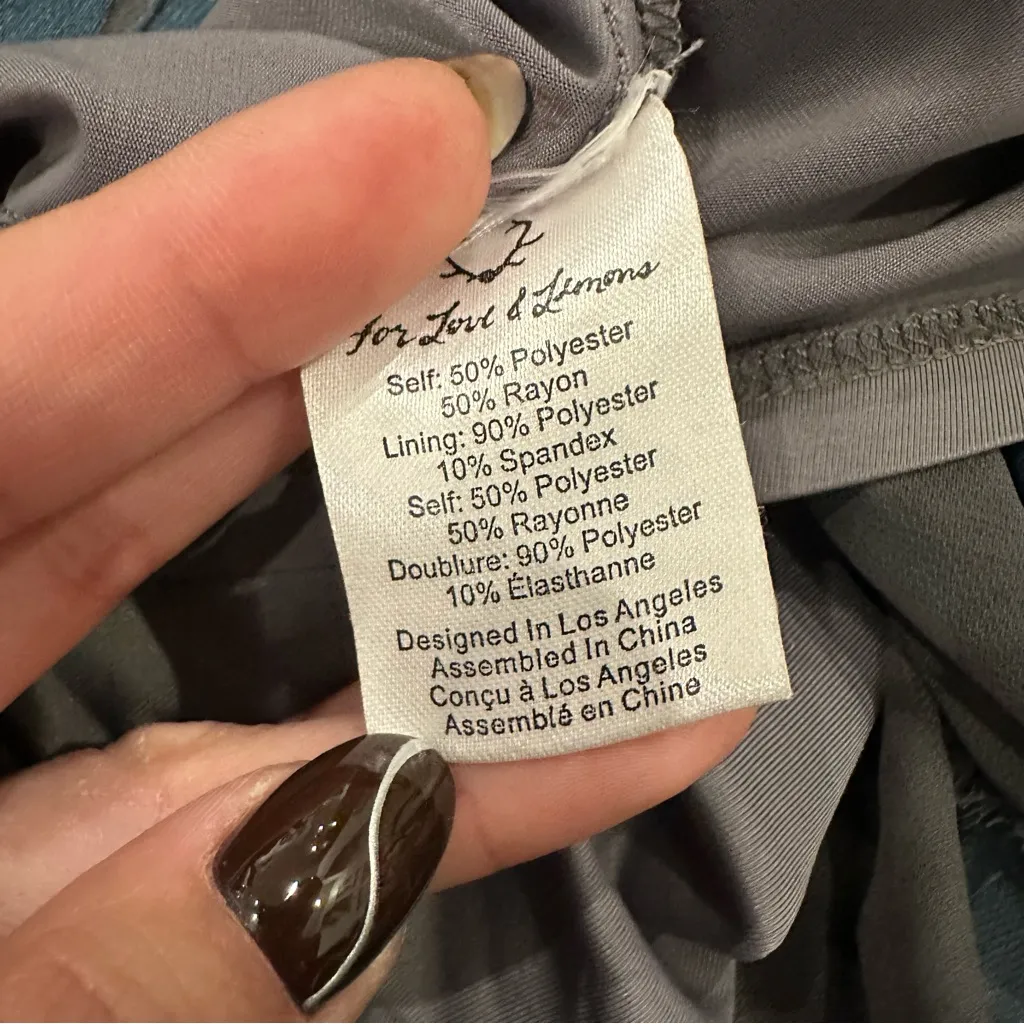 for Love & Lemons
Self: 50% Polyester
50% Rayon
Lining: 90% Polyester
10% Spandex
Self: 50% Polyester
50% Rayonne
Doublure: 90% Polyester
10% Élasthanne
Designed In Los Angeles
Assembled In China
Conçu à Los Angeles
Assemblé en Chine